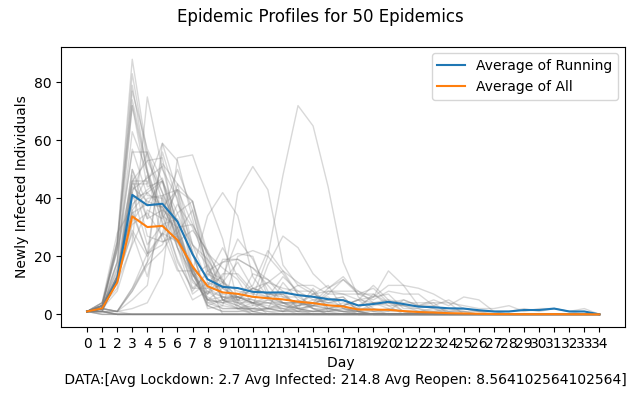 Epidemic Profiles for 50 Epidemics
Average of Running
Average of All
Newly Infected Individuals
80
60
40
20
0
0 1 2 3 4 5 6 7 8 9 10 11 12 13 14 15 16 17 18 19 20 21 22 23 24 25 26 27 28 29 30 31 32 33 34
Day
DATA:[Avg Lockdown: 2.7 Avg Infected: 214.8 Avg Reopen: 8.564102564102564]